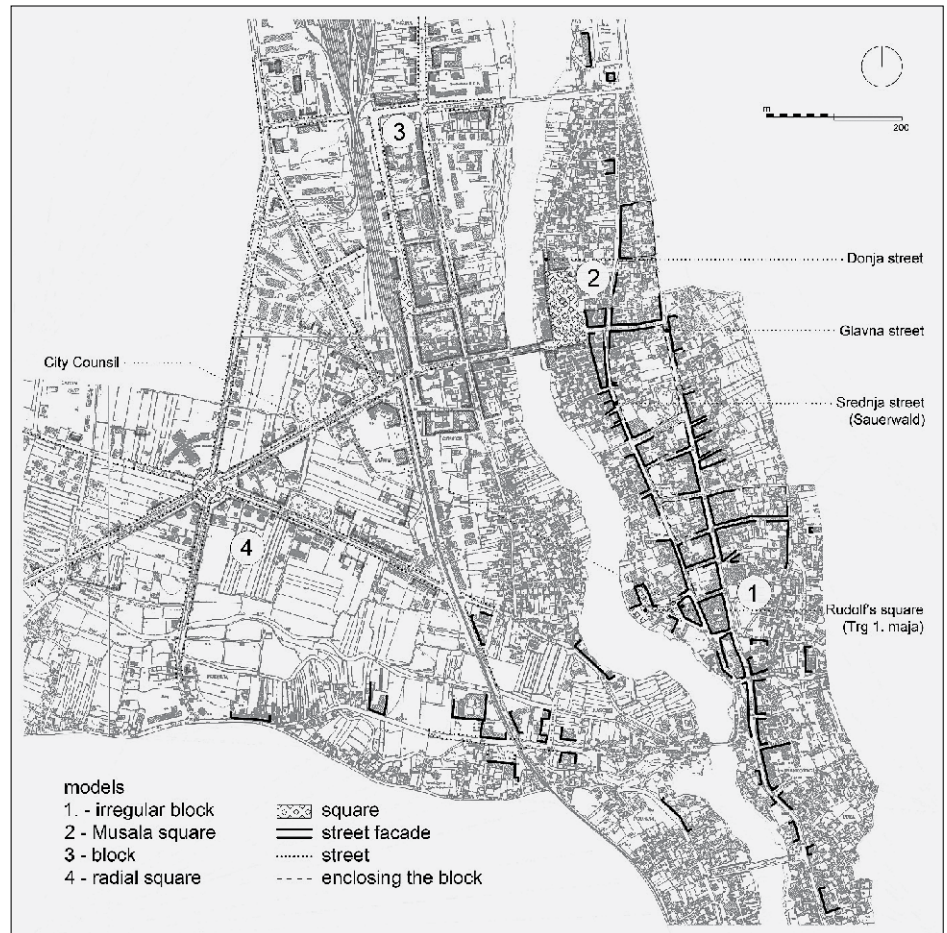 m
200
3
2
Donja street
Glavna street
City Counsil
Srednja street
(Sauerwald)
4
1
Rudolf's square
(Trg 1. maja)
models
1. - irregular block
2 - Musala square
3 - block
4 - radial square
square
street facade
street
enclosing the block